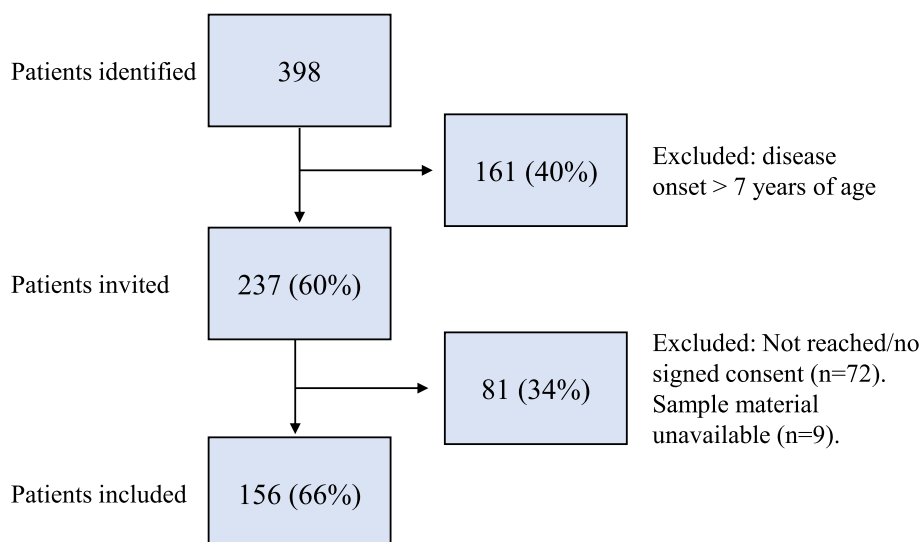 Patients identified
398
161 (40%)
Excluded: disease
onset > 7 years of age
Patients invited
237 (60%)
81 (34%)
Excluded: Not reached/no
signed consent (n=72).
Sample material
unavailable (n=9).
Patients included
156 (66%)